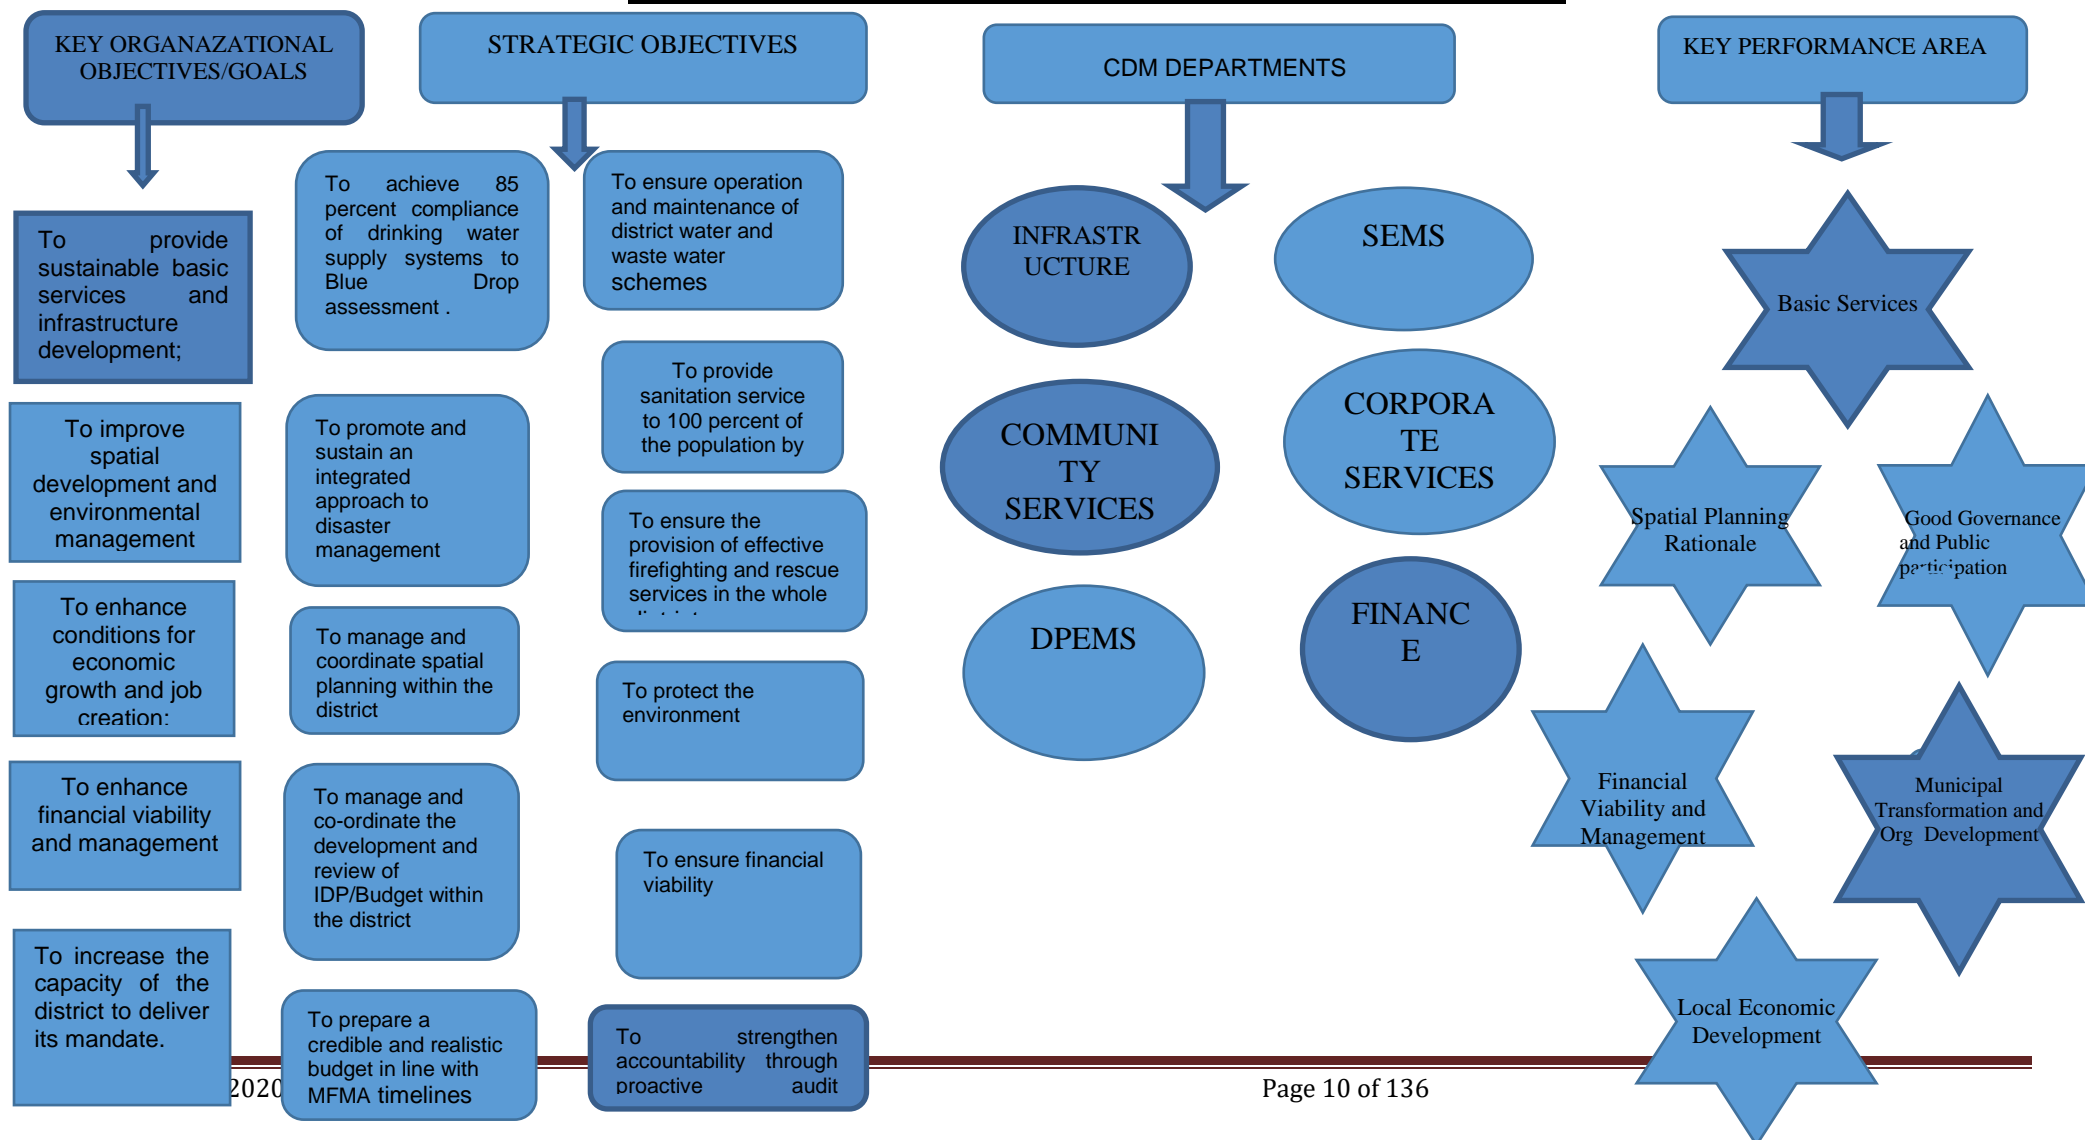 KEY ORGANAZATIONAL
OBJECTIVES/GOALS
STRATEGIC OBJECTIVES
CDM DEPARTMENTS
KEY PERFORMANCE AREA
To provide
sustainable basic
services and
infrastructure
development;
To improve
spatial
development and
environmental
management
To enhance
conditions for
economic
growth and job
creation;
To enhance
financial viability
and management
To increase the
capacity of the
district to deliver
its mandate.
To achieve 85
percent compliance
of drinking water
supply systems to
Blue Drop
assessment .
To promote and
sustain an
integrated
approach to
disaster
management
To manage and
coordinate spatial
planning within the
district
To manage and
co-ordinate the
development and
review of
IDP/Budget within
the district
To prepare a
credible and realistic
budget in line with
MFMA timelines
To ensure operation
and maintenance of
district water and
waste water
schemes
To provide
sanitation service
to 100 percent of
the population by
To ensure the
provision of effective
firefighting and rescue
services in the whole
To protect the
environment
To ensure financial
viability
To strengthen
accountability through
proactive audit
INFRASTR
UCTURE
SEMS
COMMUNI
TY
SERVICES
CORPORA
TE
SERVICES
DPEMS
FINANC
E
Basic Services
Spatial Planning
Rationale
Good Governance
and Public
participation
Financial
Viability and
Management
Municipal
Transformation and
Org Development
Local Economic
Development
2020
Page 10 of 136